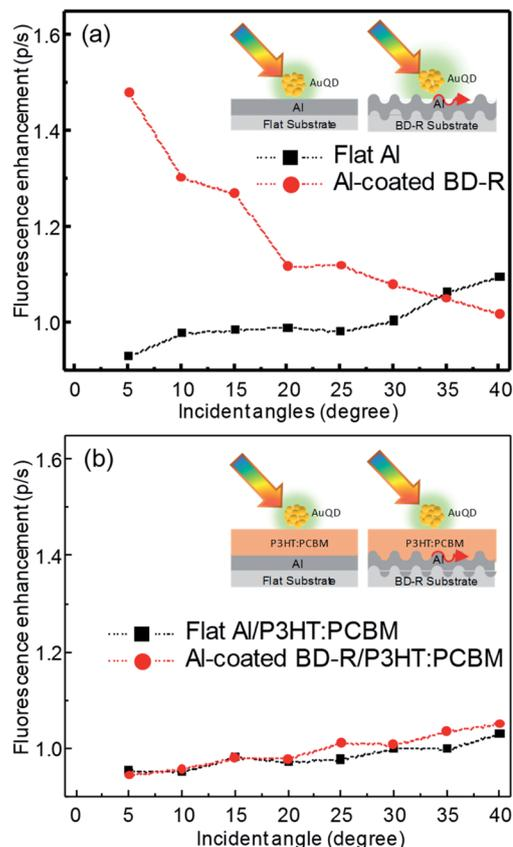 (a)
Fluorescence enhancement (p/s)
1.6
1.4
1.2
1.0
AuQD
Al
Flat Substrate
AuQD
Al
BD-R Substrate
Flat Al
Al-coated BD-R
0 5 10 15 20 25 30 35 40
Incident angles (degree)
(b)
Fluorescence enhancement (p/s)
1.6
1.4
1.2
1.0
AuQD
P3HT:PCBM
Al
Flat Substrate
AuQD
P3HT:PCBM
Al
BD-R Substrate
Flat Al/P3HT:PCBM
Al-coated BD-R/P3HT:PCBM
0 5 10 15 20 25 30 35 40
Incident angle (degree)